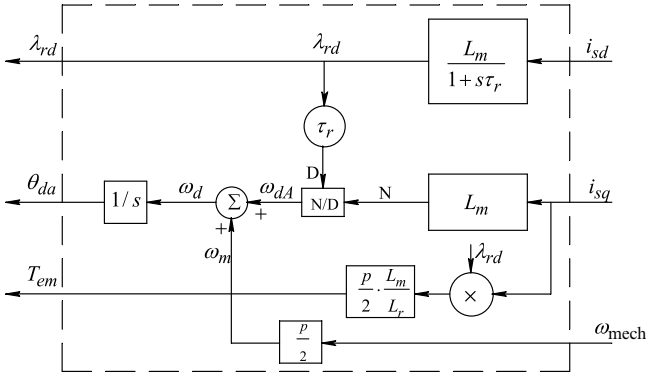 λrd
λrd
Lm
1 + sτr
isd
τr
D
θda
1/s
ωd
Σ
ωdA
N/D
N
Lm
isq
+
+
ωm
λrd
Tem
p/2 · Lm/Lr
×
p/2
ωmech